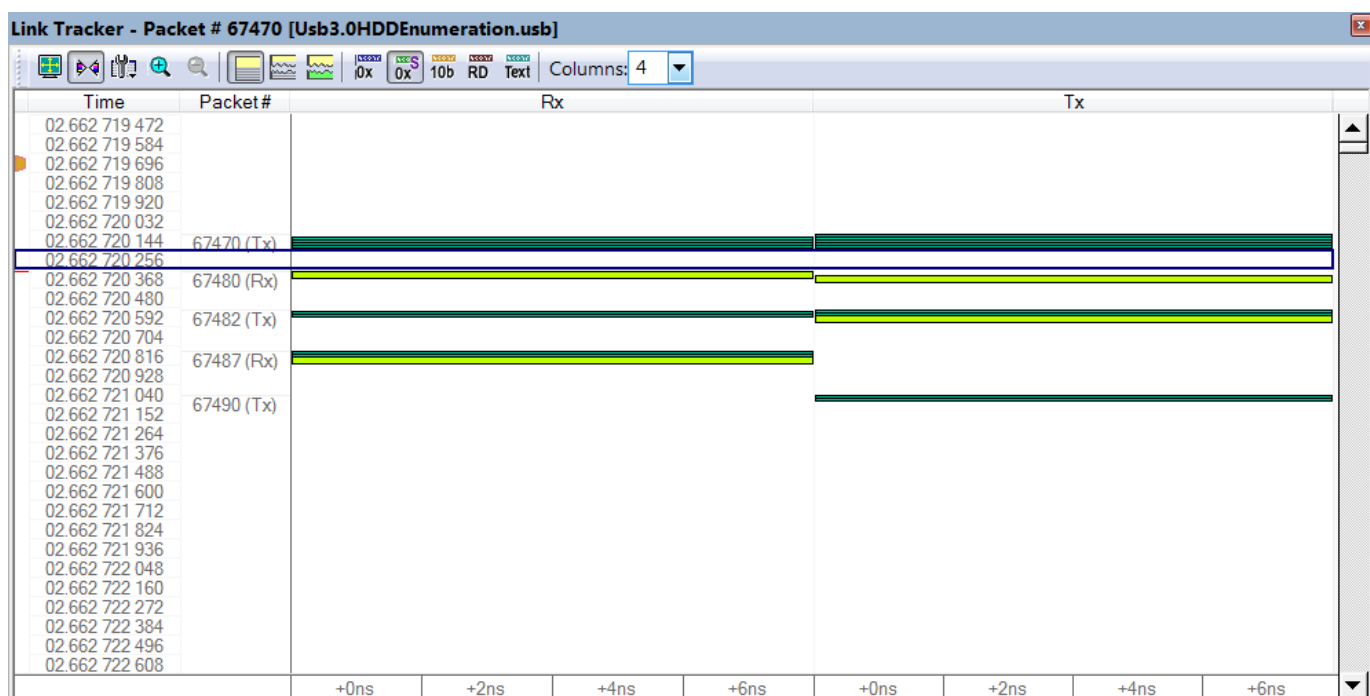 Link Tracker - Packet # 67470 [Usb3.0HDDEnumeration.usb]
0x 0x S 10b RD Text Columns: 4
Time Packet# Rx Tx
02.662 719 472
02.662 719 584
02.662 719 696
02.662 719 808
02.662 719 920
02.662 720 032
02.662 720 144 67470 (Tx)
02.662 720 256
02.662 720 368 67480 (Rx)
02.662 720 480
02.662 720 592 67482 (Tx)
02.662 720 704
02.662 720 816 67487 (Rx)
02.662 720 928
02.662 721 040 67490 (Tx)
02.662 721 152
02.662 721 264
02.662 721 376
02.662 721 488
02.662 721 600
02.662 721 712
02.662 721 824
02.662 721 936
02.662 722 048
02.662 722 160
02.662 722 272
02.662 722 384
02.662 722 496
02.662 722 608
+0ns +2ns +4ns +6ns +0ns +2ns +4ns +6ns